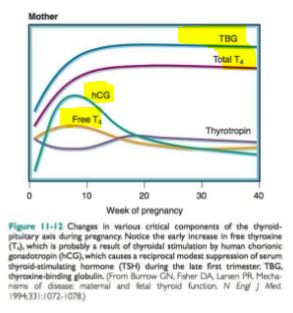 Mother
TBG
Total T4
hCG
Free T4
Thyrotropin
0 10 20 30 40
Week of pregnancy
Figure 11-12 Changes in various critical components of the thyroid-
pituitary axis during pregnancy. Notice the early increase in free thyroxine
(T4), which is probably a result of thyroidal stimulation by human chorionic
gonadotropin (hCG), which causes a reciprocal modest suppression of serum
thyroid-stimulating hormone (TSH) during the late first trimester. TBG,
thyroxine-binding globulin. (From Burrow GN, Fisher DA, Larsen PR. Mecha-
nisms of disease: maternal and fetal thyroid function. N Engl J Med.
1994;331:1072-1078.)